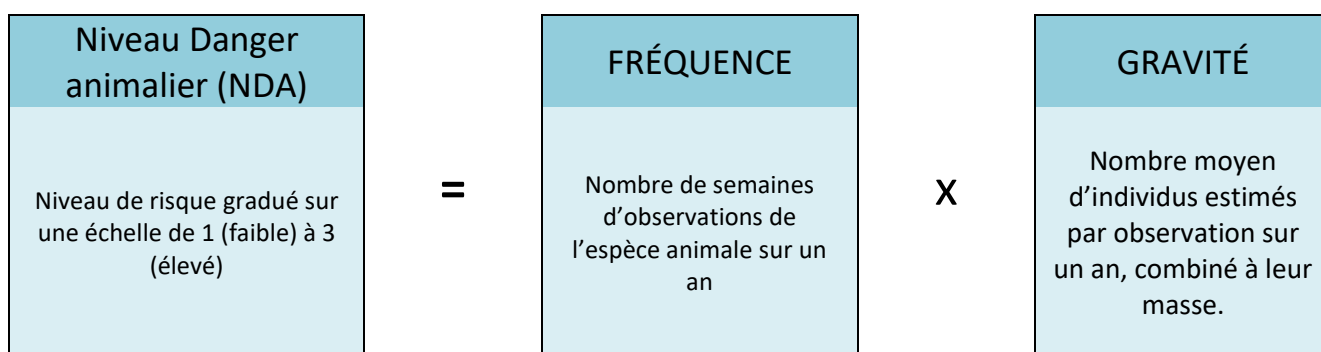 Niveau Danger
animalier (NDA)
Niveau de risque gradué sur
une échelle de 1 (faible) à 3
(élevé)
=
FRÉQUENCE
Nombre de semaines
d’observations de
l’espèce animale sur un
an
x
GRAVITÉ
Nombre moyen
d’individus estimés
par observation sur
un an, combiné à leur
masse.